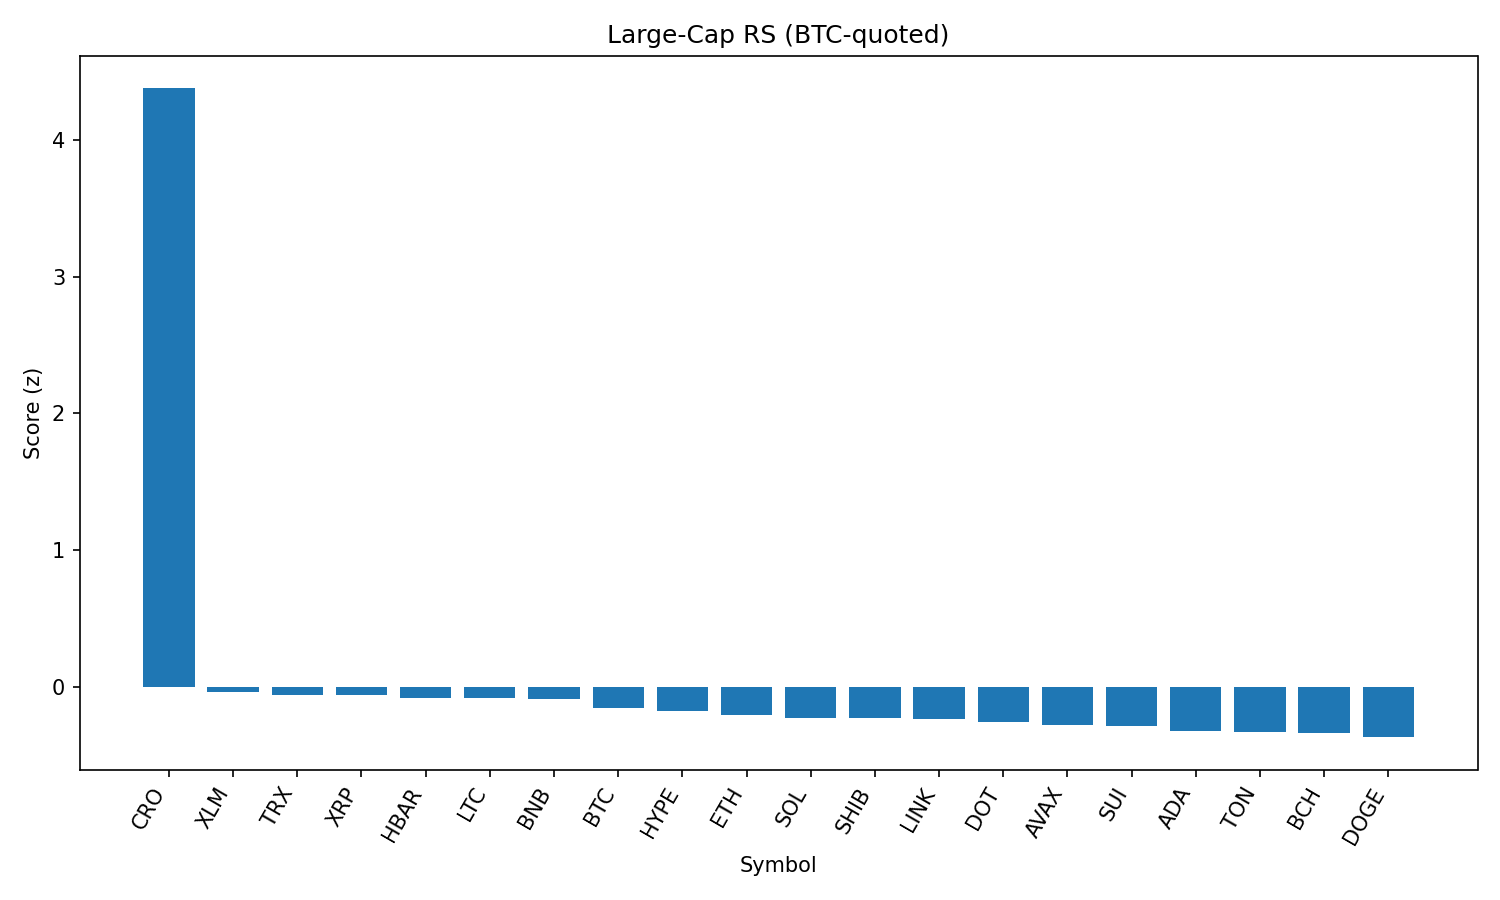 Large-Cap RS (BTC-quoted)
Score (z)
4
3
2
1
0
CRO
XLM
TRX
XRP
HBAR
LTC
BNB
BTC
HYPE
ETH
SOL
SHIB
LINK
DOT
AVAX
SUI
ADA
TON
BCH
DOGE
Symbol